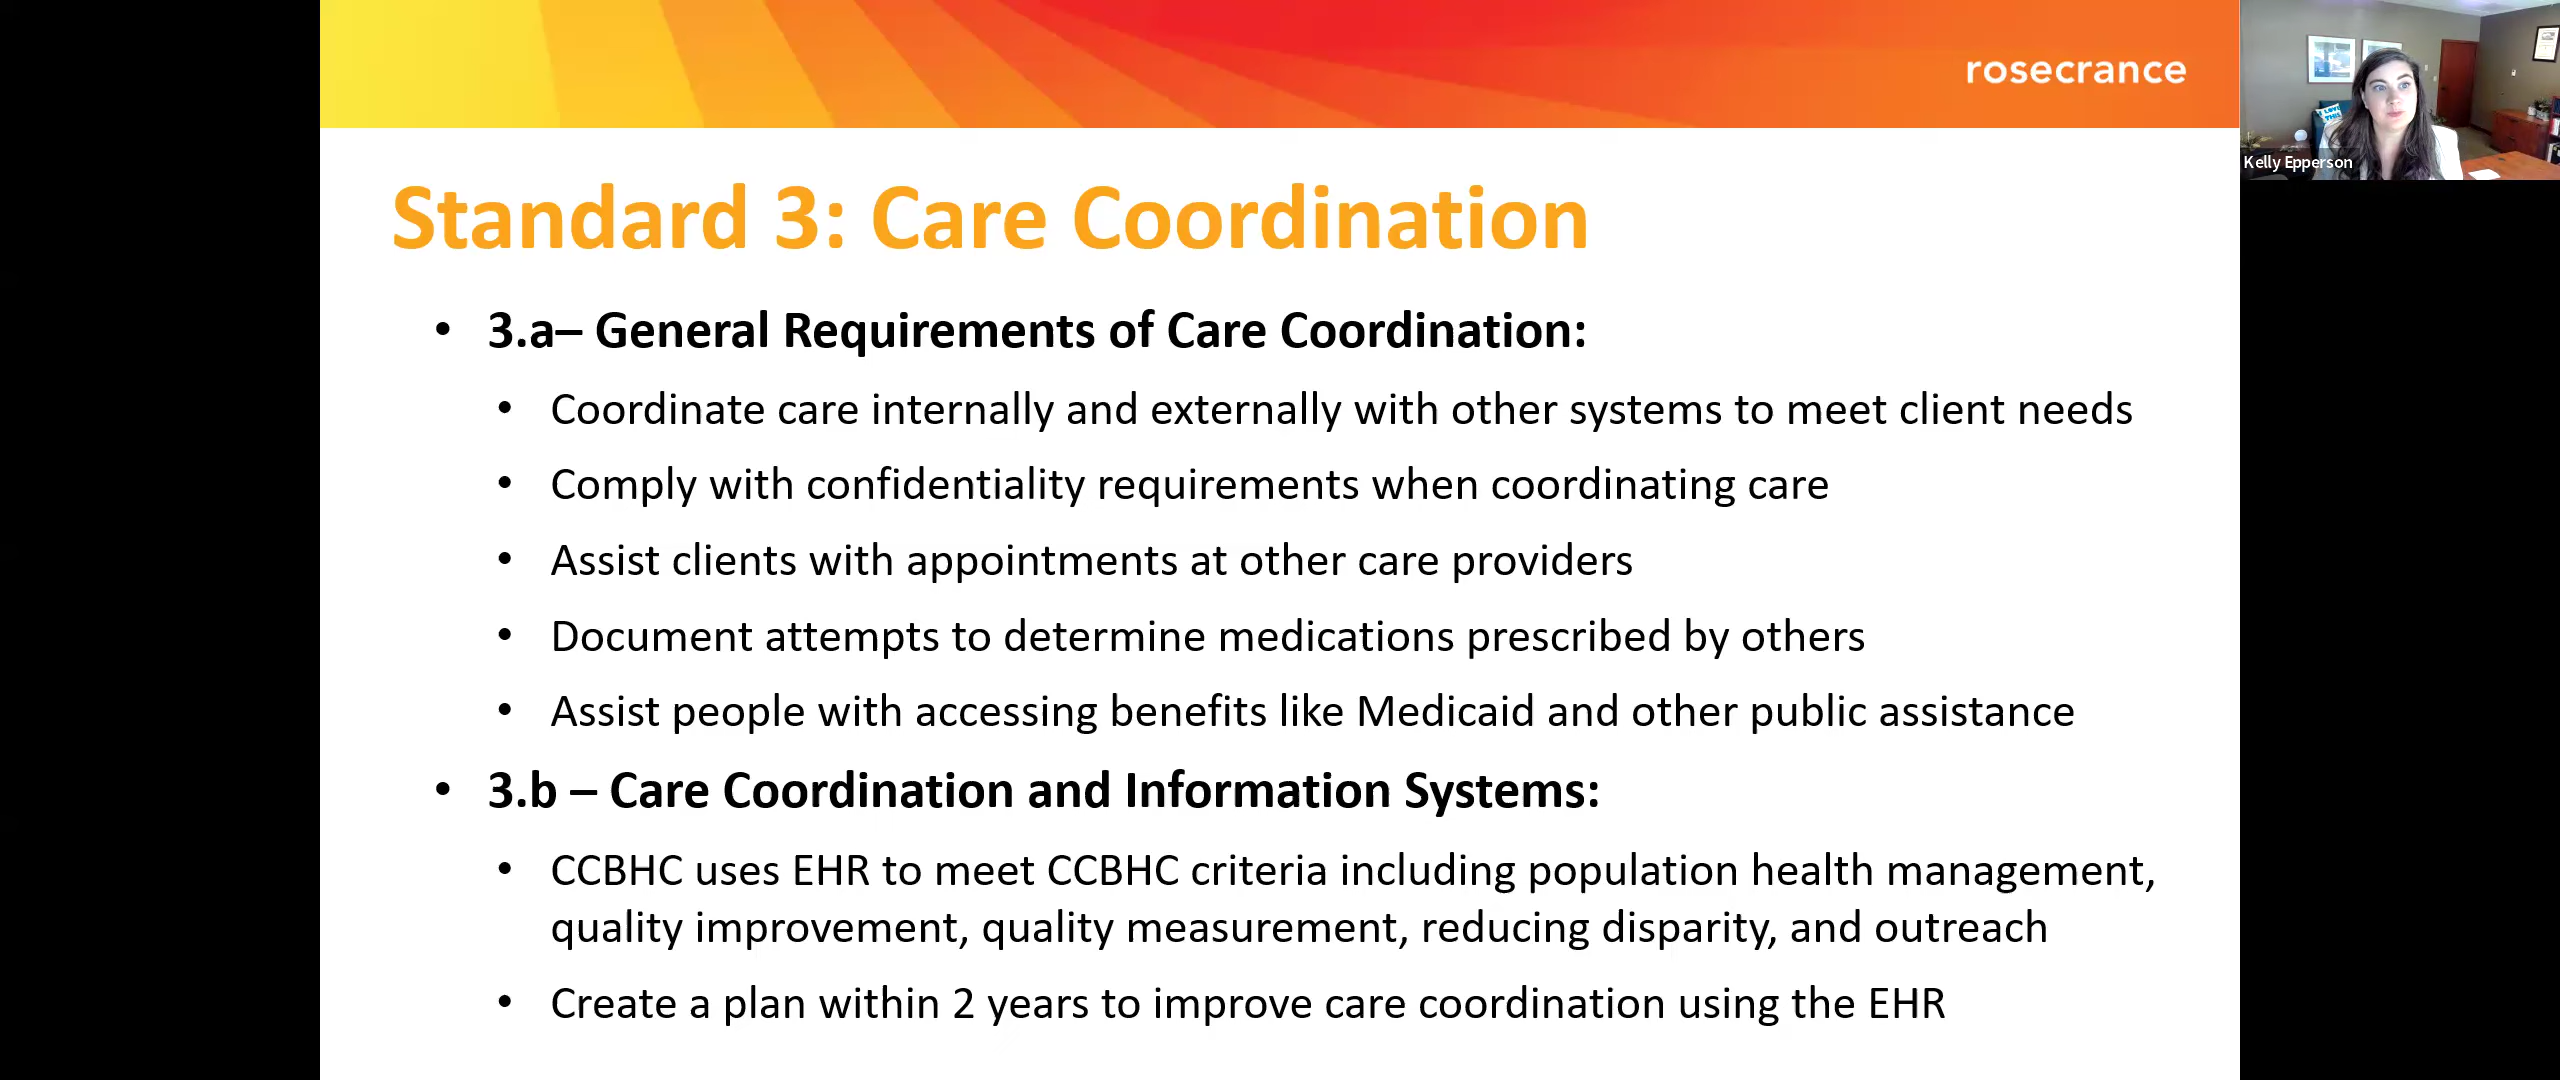 rosecrance
Kelly Epperson
Standard 3: Care Coordination
• 3.a– General Requirements of Care Coordination:
• Coordinate care internally and externally with other systems to meet client needs
• Comply with confidentiality requirements when coordinating care
• Assist clients with appointments at other care providers
• Document attempts to determine medications prescribed by others
• Assist people with accessing benefits like Medicaid and other public assistance
• 3.b – Care Coordination and Information Systems:
• CCBHC uses EHR to meet CCBHC criteria including population health management,
quality improvement, quality measurement, reducing disparity, and outreach
• Create a plan within 2 years to improve care coordination using the EHR